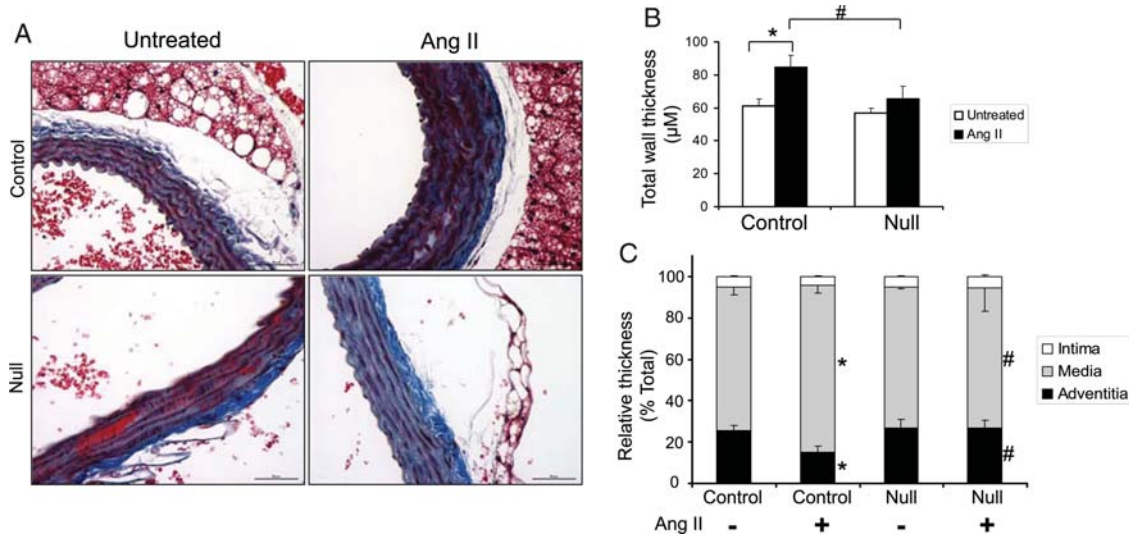 A
Untreated
Ang II
Control
Null
B
#
*
Total wall thickness
(µM)
100
80
60
40
20
0
Control
Null
Untreated
Ang II
C
Relative thickness
(% Total)
100
80
60
40
20
0
*
*
#
#
Intima
Media
Adventitia
Control
Control
Null
Null
Ang II
-
+
-
+